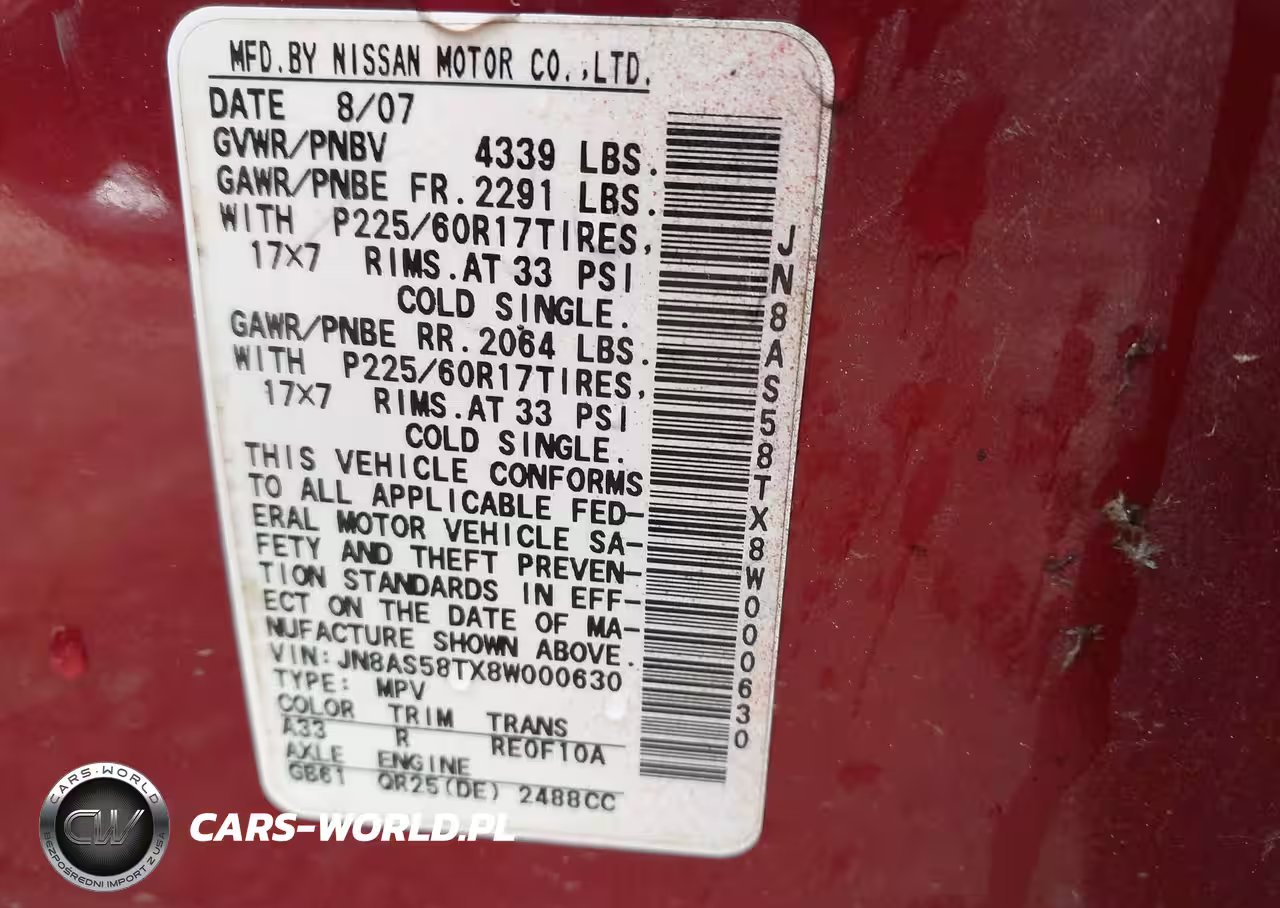 MFD.BY NISSAN MOTOR CO.,LTD.
DATE 8/07
GVWR/PNBV 4339 LBS.
GAWR/PNBE FR.2291 LBS.
WITH P225/60R17TIRES,
17X7 RIMS.AT 33 PSI
COLD SINGLE.
GAWR/PNBE RR.2064 LBS.
WITH P225/60R17TIRES,
17X7 RIMS.AT 33 PSI
COLD SINGLE.
THIS VEHICLE CONFORMS
TO ALL APPLICABLE FED-
ERAL MOTOR VEHICLE SA-
FETY AND THEFT PREVEN-
TION STANDARDS IN EFF-
ECT ON THE DATE OF MA-
NUFACTURE SHOWN ABOVE.
VIN: JN8AS58TX8W000630
TYPE: MPV
COLOR TRIM TRANS
A33 R RE0F10A
AXLE ENGINE
GB61 QR25(DE) 2488CC
JN8AS58TX8W000630
CARS-WORLD
CW
BEZPOŚREDNI IMPORT Z USA
CARS-WORLD.PL